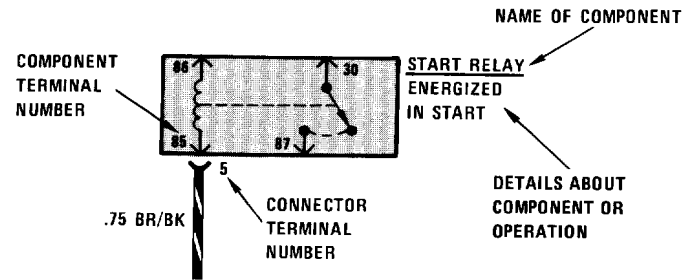 NAME OF COMPONENT
COMPONENT
TERMINAL
NUMBER
86
30
START RELAY
ENERGIZED
IN START
85
87
5
.75 BR/BK
CONNECTOR
TERMINAL
NUMBER
DETAILS ABOUT
COMPONENT OR
OPERATION